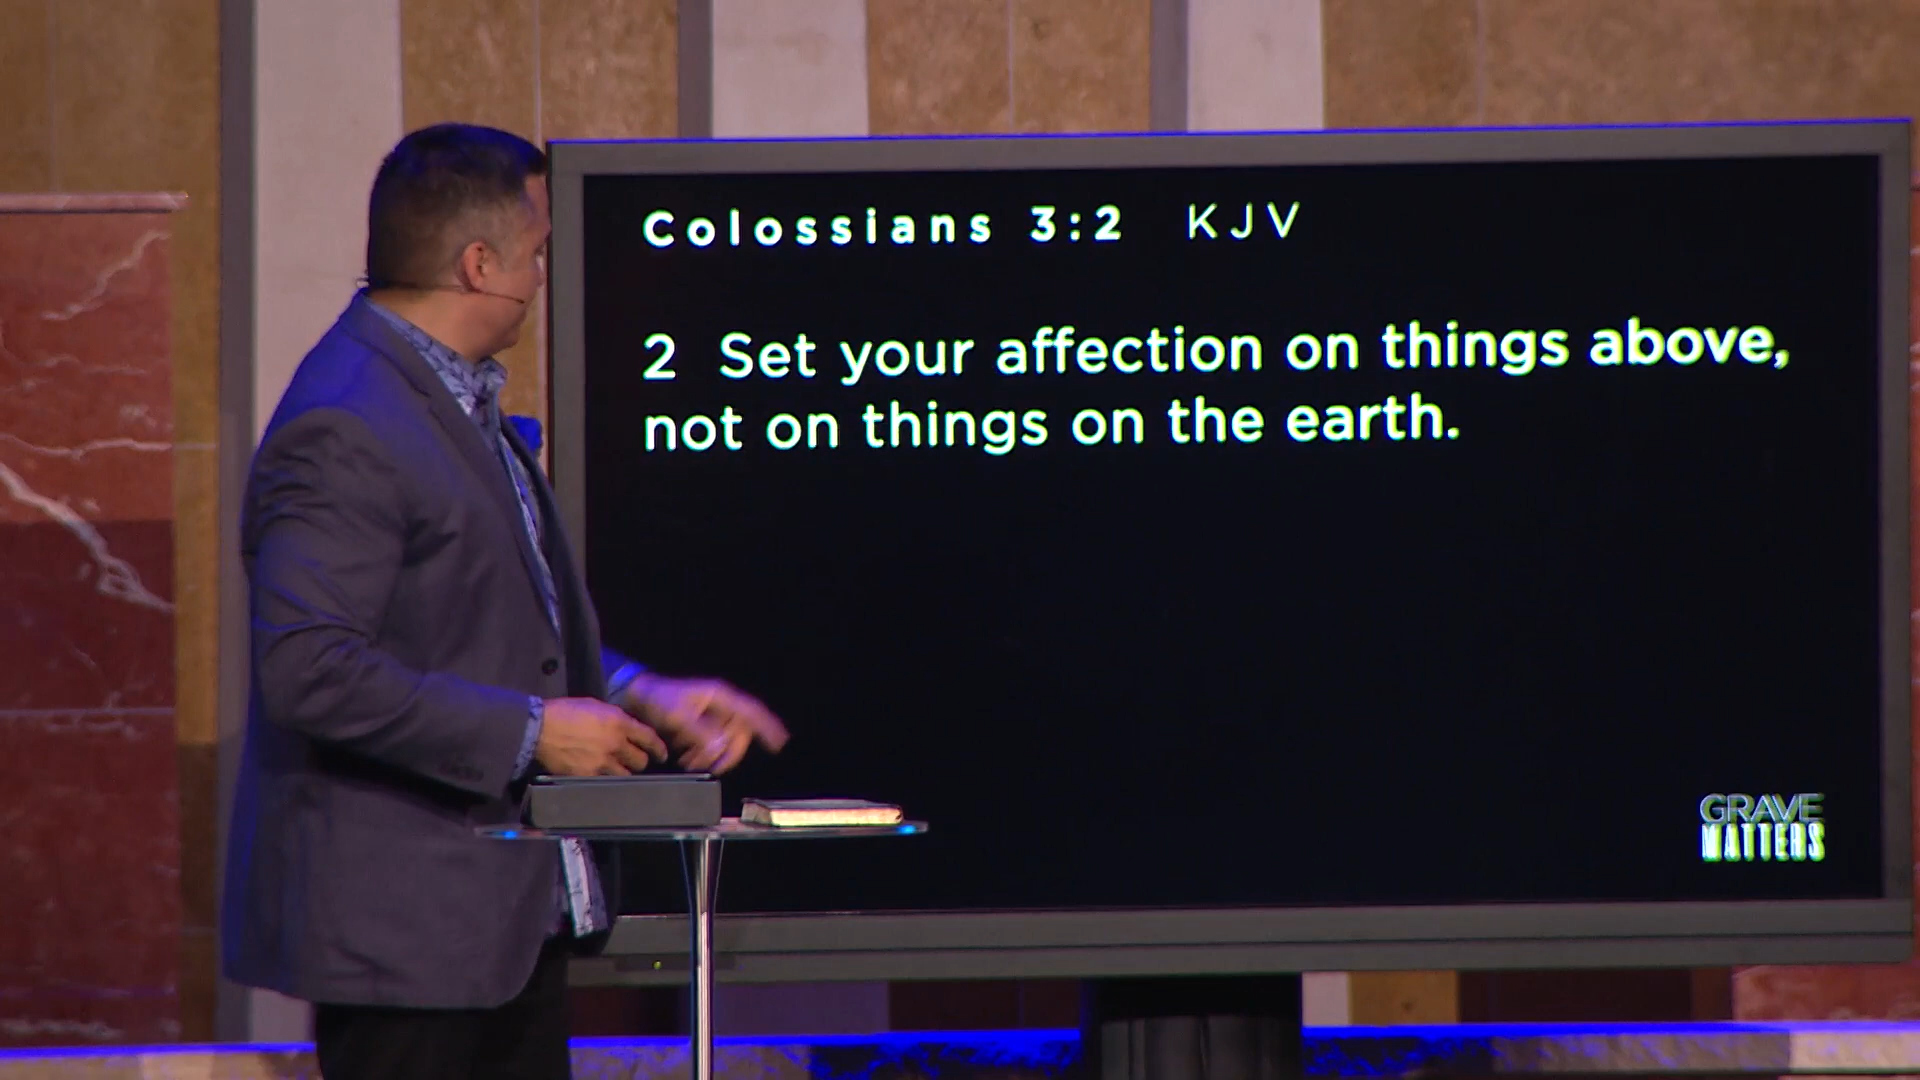 Colossians 3:2 KJV
2 Set your affection on things above,
not on things on the earth.
GRAVE
MATTERS